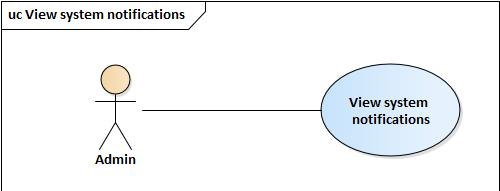 uc View system notifications
View system
notifications
Admin